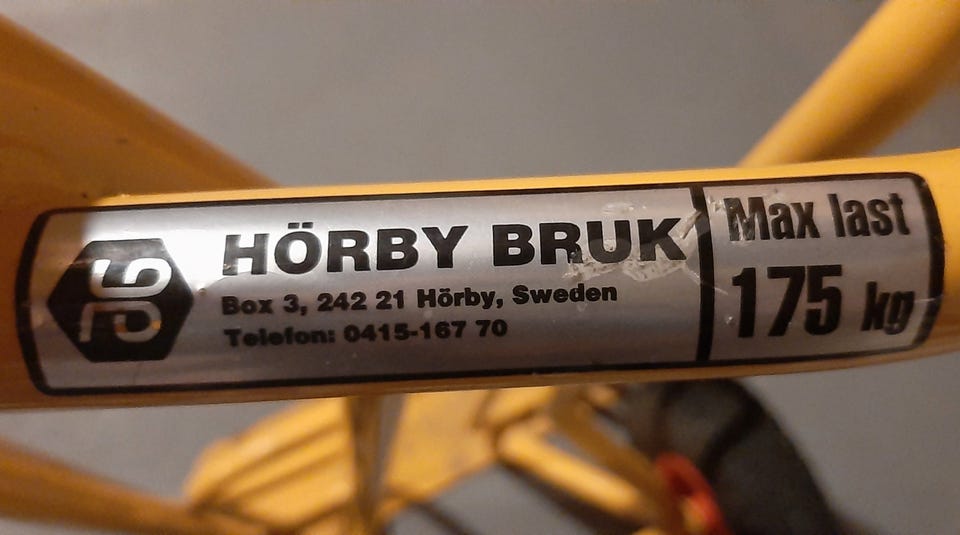 HÖRBY BRUK
Box 3, 242 21 Hörby, Sweden
Telefon: 0415-167 70
Max last
175 kg